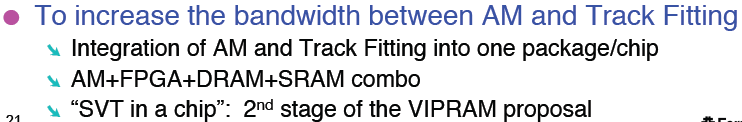 To increase the bandwidth between AM and Track Fitting
Integration of AM and Track Fitting into one package/chip
AM+FPGA+DRAM+SRAM combo
“SVT in a chip”: 2nd stage of the VIPRAM proposal
21